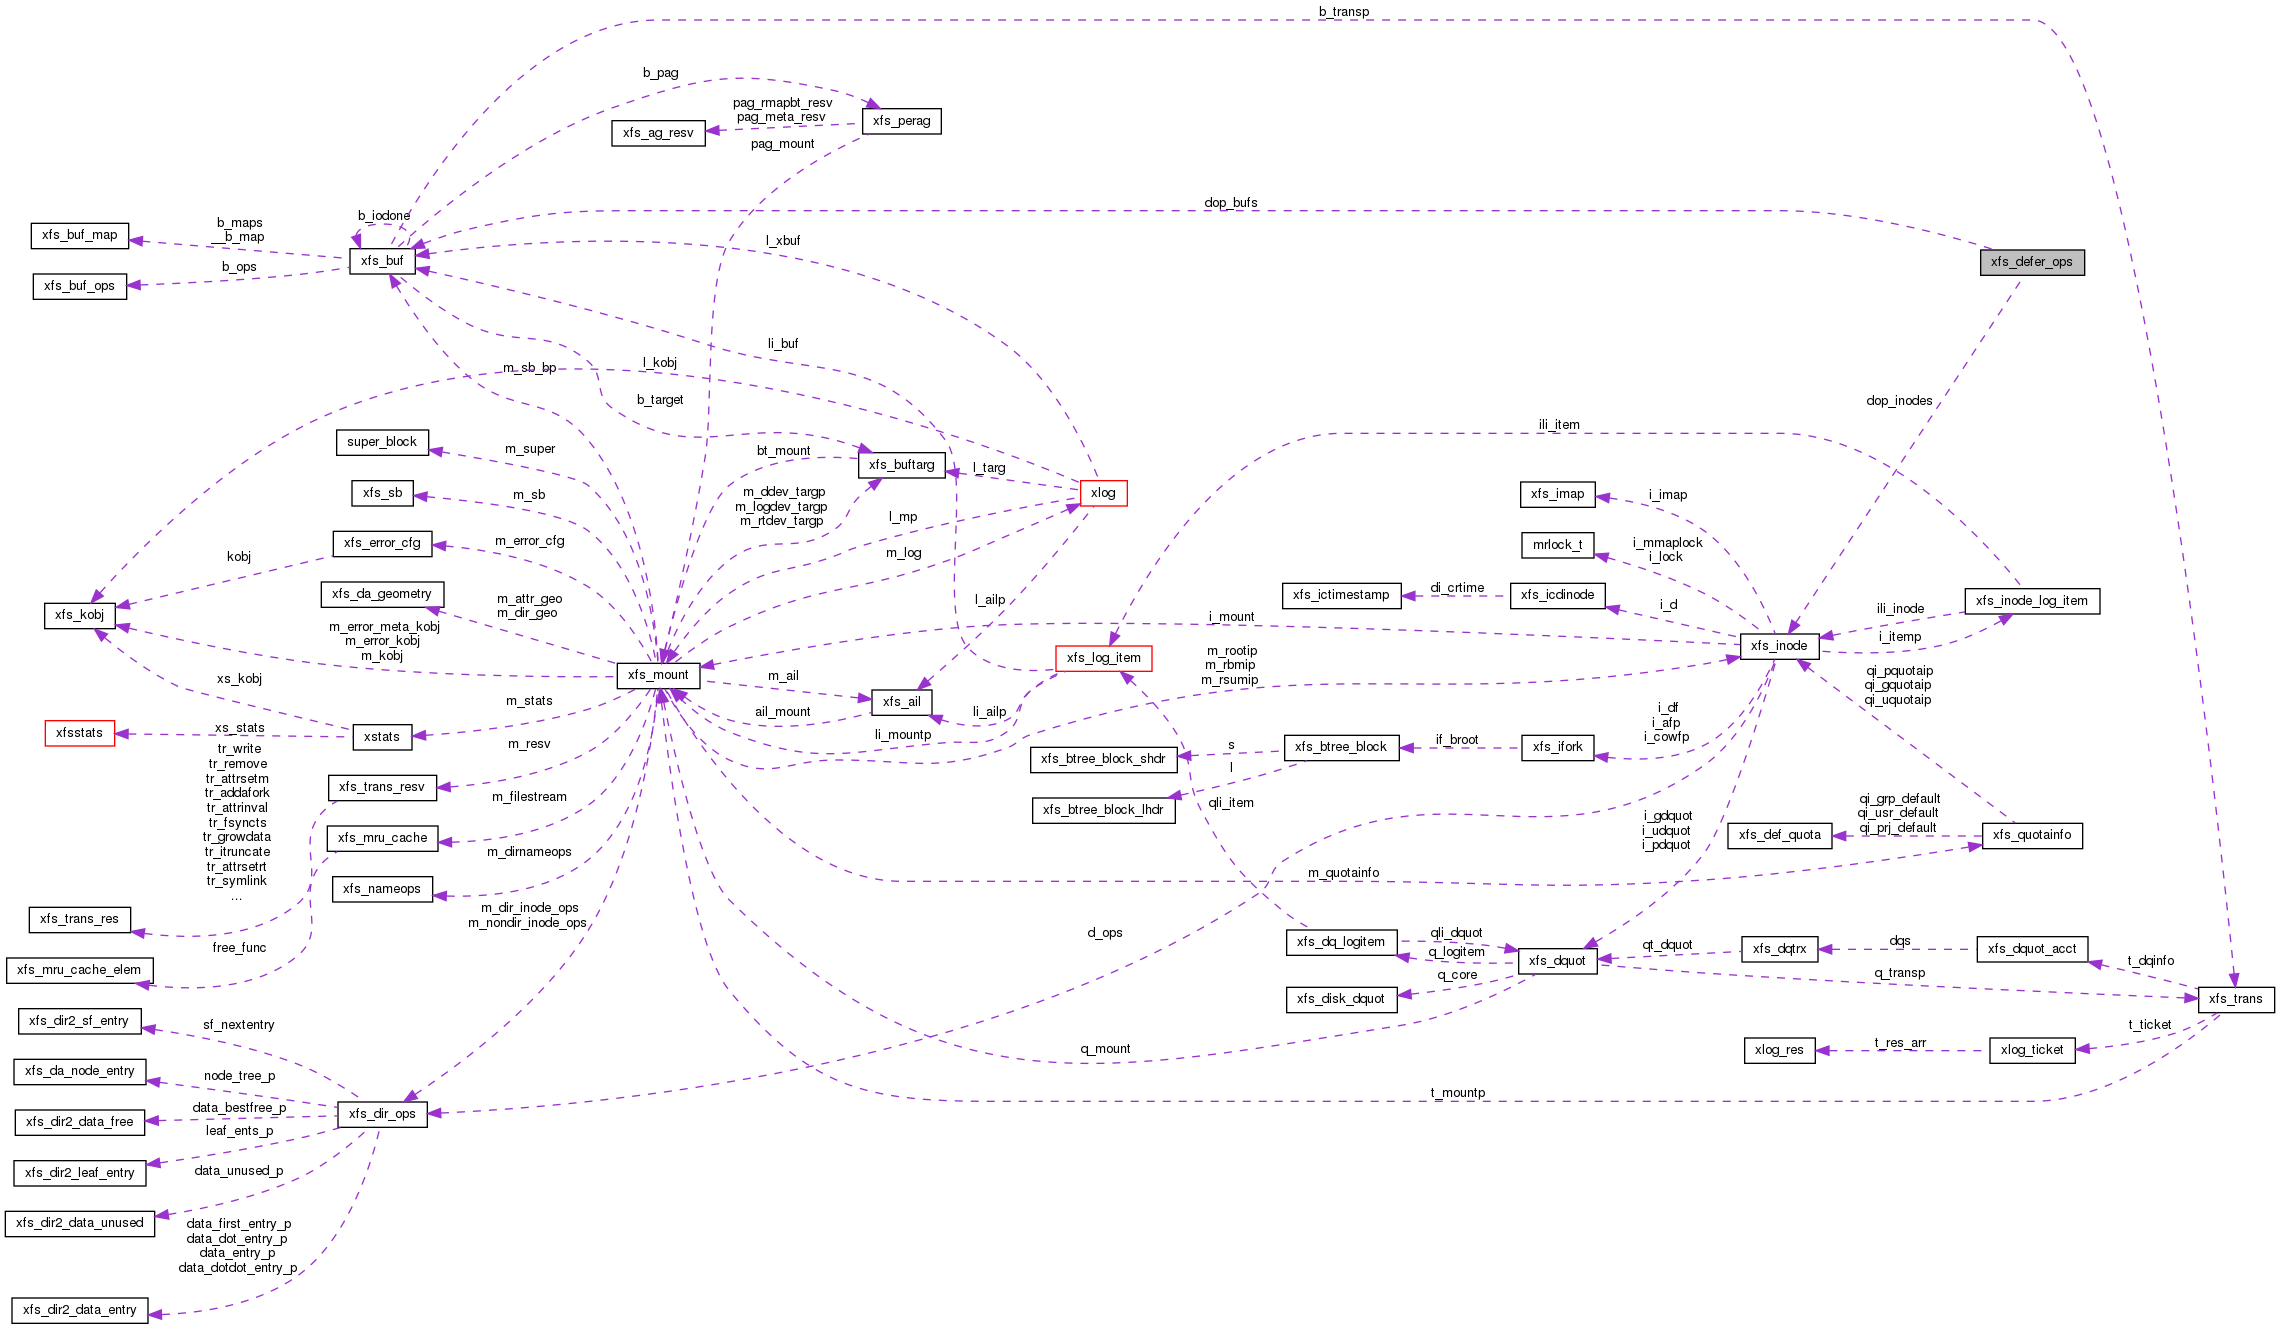 b_transp
b_pag
pag_rmapbt_resv
pag_meta_resv
xfs_perag
xfs_ag_resv
pag_mount
dop_bufs
b_iodone
b_maps
__b_map
xfs_buf_map
l_xbuf
xfs_buf
xfs_defer_ops
b_ops
xfs_buf_ops
li_buf
l_kobj
m_sb_bp
b_target
dop_inodes
ili_item
super_block
m_super
bt_mount
xfs_buftarg
l_targ
xfs_sb
m_sb
m_ddev_targp
m_logdev_targp
m_rtdev_targp
xlog
xfs_imap
i_imap
l_mp
xfs_error_cfg
m_error_cfg
kobj
m_log
mrlock_t
i_mmaplock
i_lock
xfs_da_geometry
m_attr_geo
m_dir_geo
l_ailp
xfs_ictimestamp
di_crtime
xfs_icdinode
i_d
xfs_inode_log_item
ili_inode
i_itemp
xfs_kobj
m_error_meta_kobj
m_error_kobj
m_kobj
i_mount
xfs_inode
xfs_log_item
m_rootip
m_rbmip
m_rsumip
xfs_mount
m_ail
xs_kobj
m_stats
xfs_ail
ail_mount
li_ailp
li_mountp
qi_pquotaip
qi_gquotaip
qi_uquotaip
i_df
i_afp
i_cowfp
xfsstats
xs_stats
xstats
m_resv
xfs_btree_block_shdr
s
xfs_btree_block
if_broot
xfs_ifork
l
tr_write
tr_remove
tr_attrsetm
tr_addafork
tr_attrinval
tr_fsyncts
tr_growdata
tr_itruncate
tr_attrsetrt
tr_symlink
...
xfs_trans_resv
m_filestream
xfs_btree_block_lhdr
qli_item
xfs_mru_cache
m_dirnameops
i_gdquot
i_udquot
i_pdquot
xfs_def_quota
qi_grp_default
qi_usr_default
qi_prj_default
xfs_quotainfo
m_quotainfo
xfs_nameops
xfs_trans_res
m_dir_inode_ops
m_nondir_inode_ops
free_func
d_ops
xfs_dq_logitem
qli_dquot
q_logitem
xfs_dquot
qt_dquot
xfs_dqtrx
dqs
xfs_dquot_acct
t_dqinfo
xfs_mru_cache_elem
q_core
q_transp
xfs_disk_dquot
xfs_trans
xfs_dir2_sf_entry
sf_nextentry
t_ticket
q_mount
xlog_res
t_res_arr
xlog_ticket
xfs_da_node_entry
node_tree_p
t_mountp
data_bestfree_p
xfs_dir_ops
xfs_dir2_data_free
leaf_ents_p
xfs_dir2_leaf_entry
data_unused_p
xfs_dir2_data_unused
data_first_entry_p
data_dot_entry_p
data_entry_p
data_dotdot_entry_p
xfs_dir2_data_entry